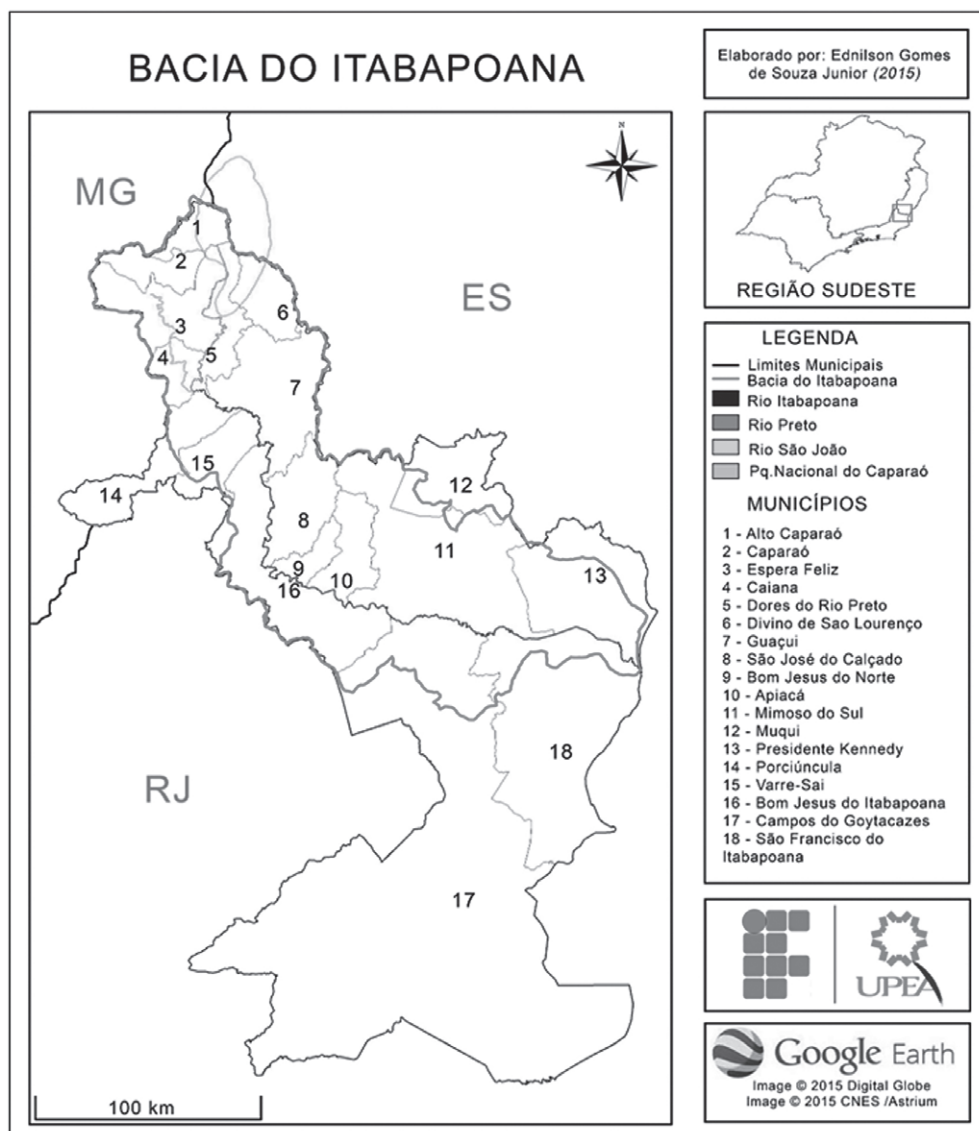 BACIA DO ITABAPOANA
Elaborado por: Ednilson Gomes
de Souza Junior (2015)
N
MG
ES
RJ
1
2
3
4
5
6
7
8
9
10
11
12
13
14
15
16
17
18
100 km
REGIÃO SUDESTE
LEGENDA
Limites Municipais
Bacia do Itabapoana
Rio Itabapoana
Rio Preto
Rio São João
Pq.Nacional do Caparaó
MUNICÍPIOS
1 - Alto Caparaó
2 - Caparaó
3 - Espera Feliz
4 - Caiana
5 - Dores do Rio Preto
6 - Divino de Sao Lourenço
7 - Guaçui
8 - São José do Calçado
9 - Bom Jesus do Norte
10 - Apiacá
11 - Mimoso do Sul
12 - Muqui
13 - Presidente Kennedy
14 - Porciúncula
15 - Varre-Sai
16 - Bom Jesus do Itabapoana
17 - Campos do Goytacazes
18 - São Francisco do
Itabapoana
UPEA
Google Earth
Image © 2015 Digital Globe
Image © 2015 CNES /Astrium